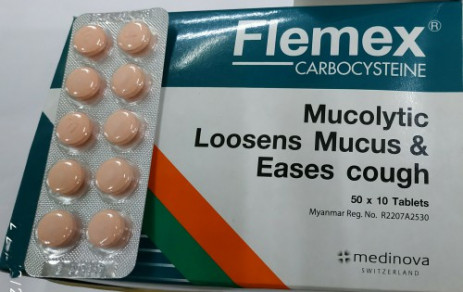 Flemex®
CARBOCYSTEINE
Mucolytic
Loosens Mucus &
Eases cough
50 x 10 Tablets
Myanmar Reg. No. R2207A2530
medinova
SWITZERLAND